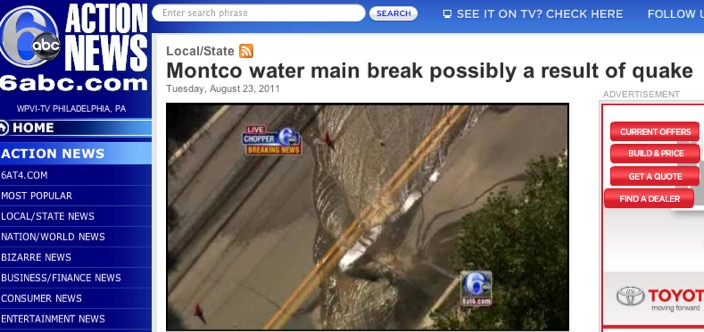 6 ACTION
abc NEWS
6abc.com
WPVI-TV PHILADELPHIA, PA
HOME
ACTION NEWS
6AT4.COM
MOST POPULAR
LOCAL/STATE NEWS
NATION/WORLD NEWS
BIZARRE NEWS
BUSINESS/FINANCE NEWS
CONSUMER NEWS
ENTERTAINMENT NEWS
Enter search phrase
SEARCH
SEE IT ON TV? CHECK HERE
FOLLOW U
Local/State
Montco water main break possibly a result of quake
Tuesday, August 23, 2011
LIVE
CHOPPER 6
BREAKING NEWS
6
6at4.com
ADVERTISEMENT
CURRENT OFFERS
BUILD & PRICE
GET A QUOTE
FIND A DEALER
TOYOT
moving forward